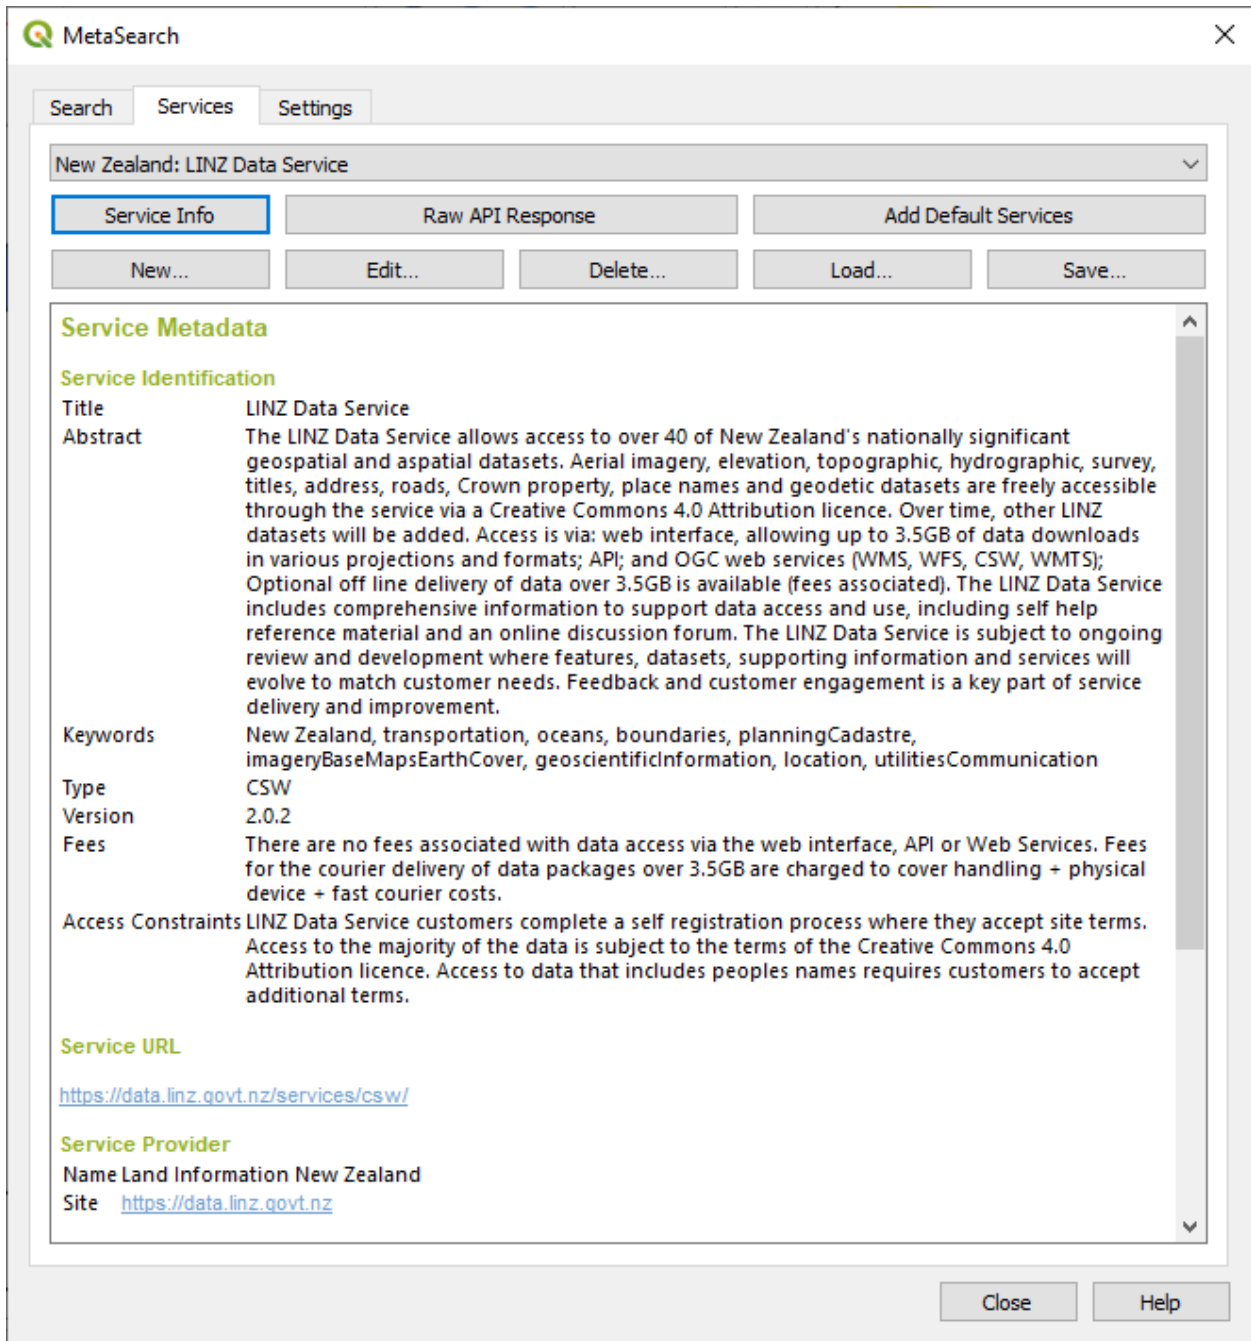 MetaSearch
Search Services Settings
New Zealand: LINZ Data Service
Service Info Raw API Response Add Default Services
New... Edit... Delete... Load... Save...
Service Metadata
Service Identification
Title LINZ Data Service
Abstract The LINZ Data Service allows access to over 40 of New Zealand's nationally significant
geospatial and aspatial datasets. Aerial imagery, elevation, topographic, hydrographic, survey,
titles, address, roads, Crown property, place names and geodetic datasets are freely accessible
through the service via a Creative Commons 4.0 Attribution licence. Over time, other LINZ
datasets will be added. Access is via: web interface, allowing up to 3.5GB of data downloads
in various projections and formats; API; and OGC web services (WMS, WFS, CSW, WMTS);
Optional off line delivery of data over 3.5GB is available (fees associated). The LINZ Data Service
includes comprehensive information to support data access and use, including self help
reference material and an online discussion forum. The LINZ Data Service is subject to ongoing
review and development where features, datasets, supporting information and services will
evolve to match customer needs. Feedback and customer engagement is a key part of service
delivery and improvement.
Keywords New Zealand, transportation, oceans, boundaries, planningCadastre,
imageryBaseMapsEarthCover, geoscientificInformation, location, utilitiesCommunication
Type CSW
Version 2.0.2
Fees There are no fees associated with data access via the web interface, API or Web Services. Fees
for the courier delivery of data packages over 3.5GB are charged to cover handling + physical
device + fast courier costs.
Access Constraints LINZ Data Service customers complete a self registration process where they accept site terms.
Access to the majority of the data is subject to the terms of the Creative Commons 4.0
Attribution licence. Access to data that includes peoples names requires customers to accept
additional terms.
Service URL
https://data.linz.govt.nz/services/csw/
Service Provider
Name Land Information New Zealand
Site https://data.linz.govt.nz
Close Help